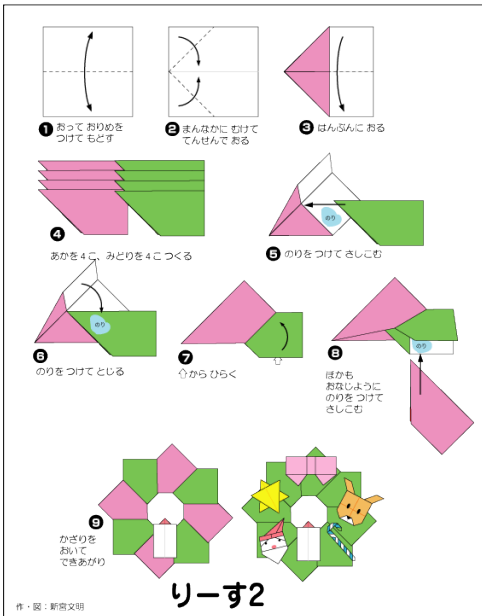 1 おって おりめを
つけて もどす
2 まんなかに むけて
てんせんで おる
3 はんぶんに おる
4
あかを4こ、みどりを4こ つくる
のり
5 のりを つけて さしこむ
のり
6
のりを つけて とじる
7
⇧から ひらく
のり
8
ほかも
おなじように
のりを つけて
さしこむ
9
かざりを
おいて
できあがり
りーす2
作・図：新宮文明